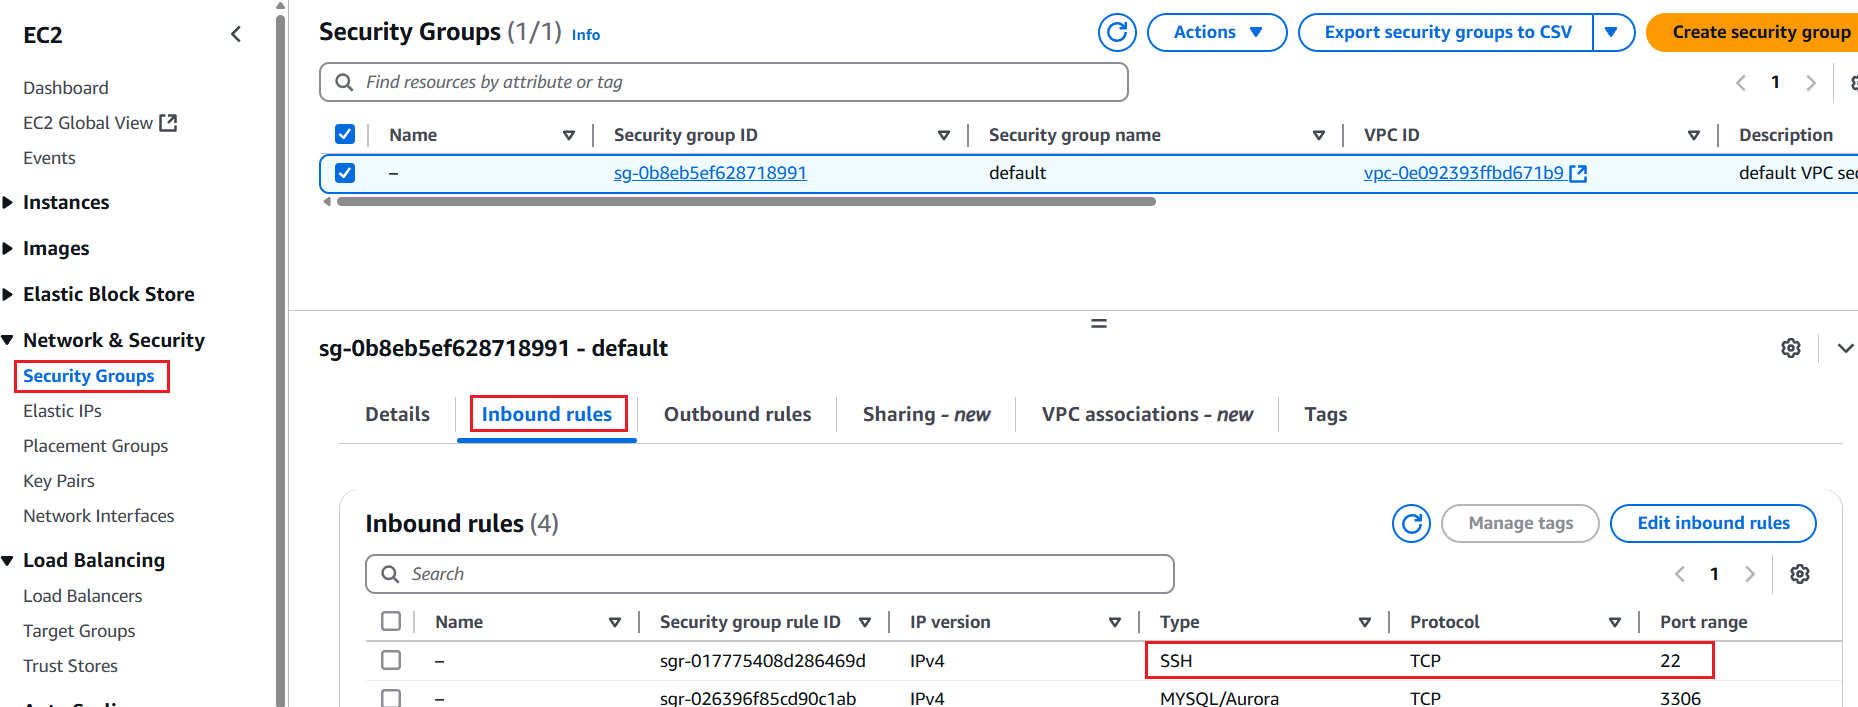 EC2
Dashboard
EC2 Global View
Events
Instances
Images
Elastic Block Store
Network & Security
Security Groups
Elastic IPs
Placement Groups
Key Pairs
Network Interfaces
Load Balancing
Load Balancers
Target Groups
Trust Stores
Security Groups (1/1) Info
Actions
Export security groups to CSV
Create security group
Find resources by attribute or tag
1
Name Security group ID Security group name VPC ID Description
– sg-0b8eb5ef628718991 default vpc-0e092393ffbd671b9 default VPC sec
sg-0b8eb5ef628718991 - default
Details Inbound rules Outbound rules Sharing - new VPC associations - new Tags
Inbound rules (4)
Manage tags
Edit inbound rules
Search
1
Name Security group rule ID IP version Type Protocol Port range
– sgr-017775408d286469d IPv4 SSH TCP 22
– sgr-026396f85cd90c1ab IPv4 MYSQL/Aurora TCP 3306